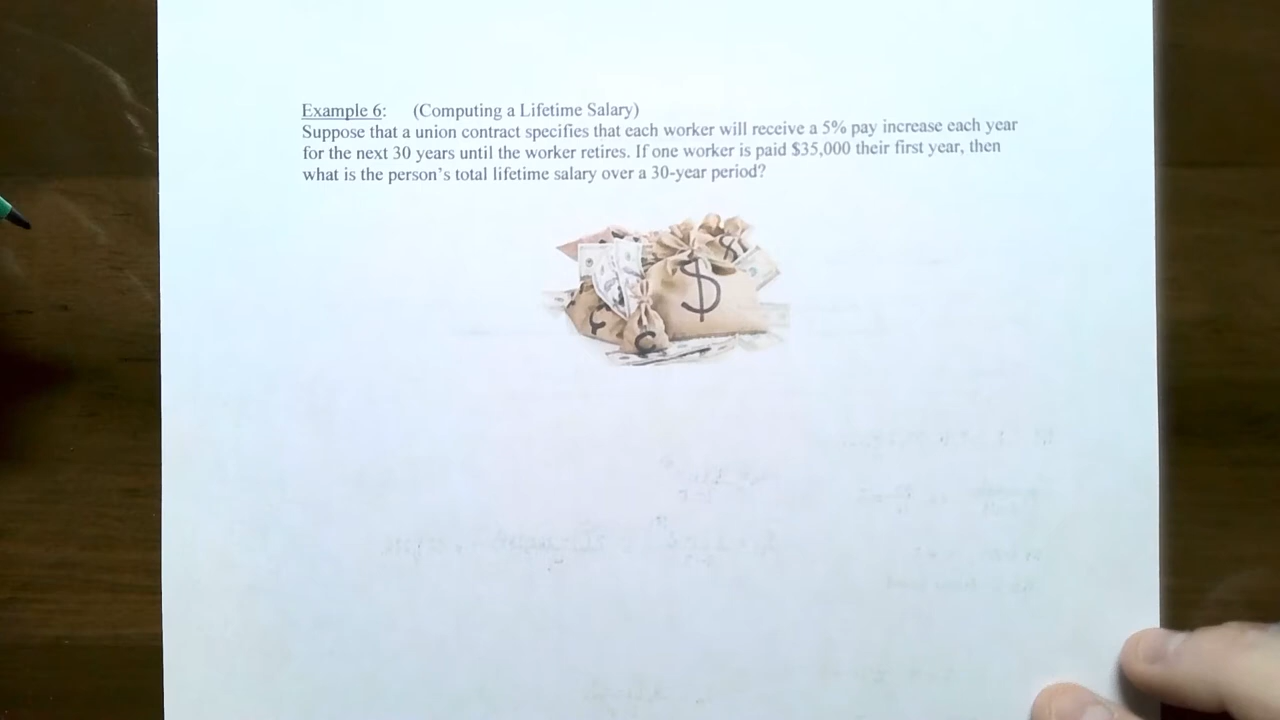 Example 6: (Computing a Lifetime Salary)
Suppose that a union contract specifies that each worker will receive a 5% pay increase each year
for the next 30 years until the worker retires. If one worker is paid $35,000 their first year, then
what is the person's total lifetime salary over a 30-year period?
$
$
£
C